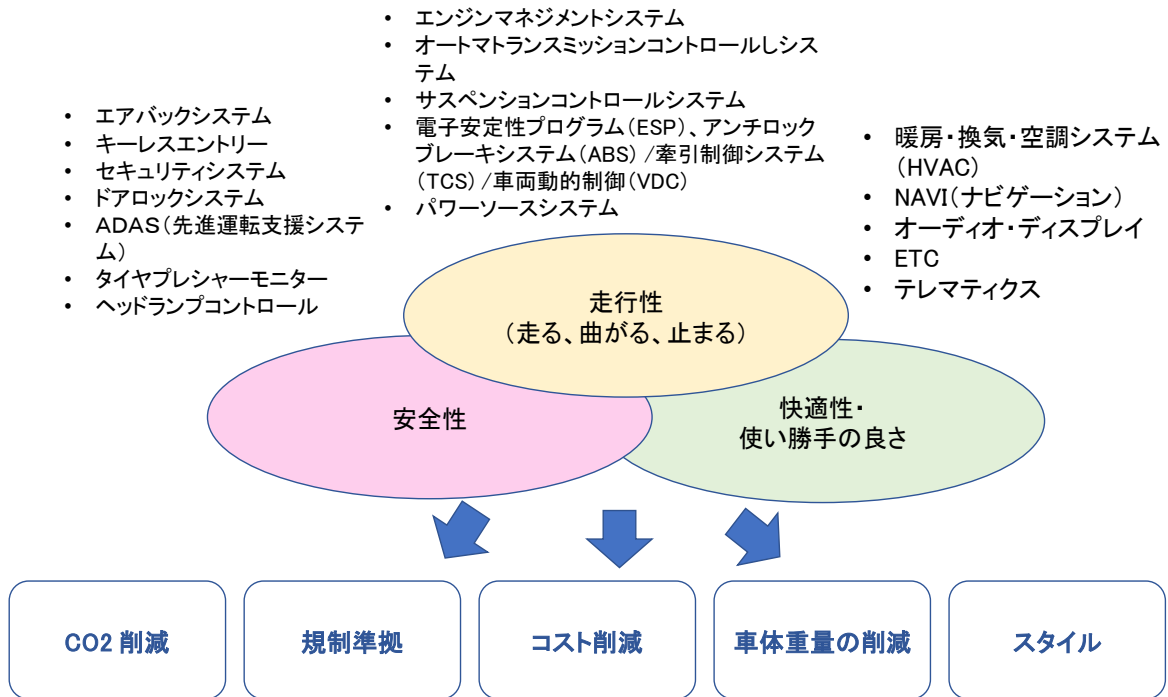 • エンジンマネジメントシステム
• オートマトランスミッションコントロールしシス
テム
• サスペンションコントロールシステム
• 電子安定性プログラム(ESP)、アンチロック
ブレーキシステム(ABS) /牽引制御システム
(TCS) /車両動的制御(VDC)
• パワーソースシステム
• エアバックシステム
• キーレスエントリー
• セキュリティシステム
• ドアロックシステム
• ADAS(先進運転支援システ
ム)
• タイヤプレシャーモニター
• ヘッドランプコントロール
• 暖房・換気・空調システム
(HVAC)
• NAVI(ナビゲーション)
• オーディオ・ディスプレイ
• ETC
• テレマティクス
走行性
(走る、曲がる、止まる)
安全性
快適性・
使い勝手の良さ
CO2 削減
規制準拠
コスト削減
車体重量の削減
スタイル